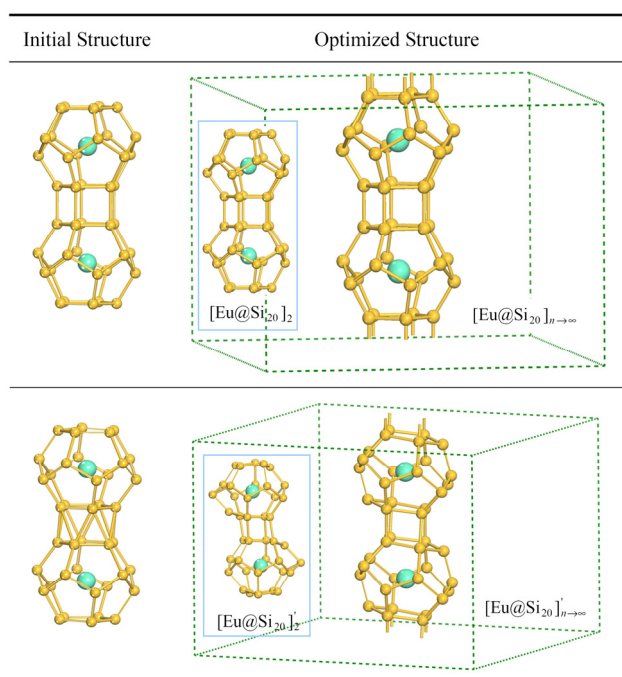 Initial Structure
Optimized Structure
[Eu@Si₂₀]₂
[Eu@Si₂₀]ₙ→∞
[Eu@Si₂₀]'₂
[Eu@Si₂₀]'ₙ→∞